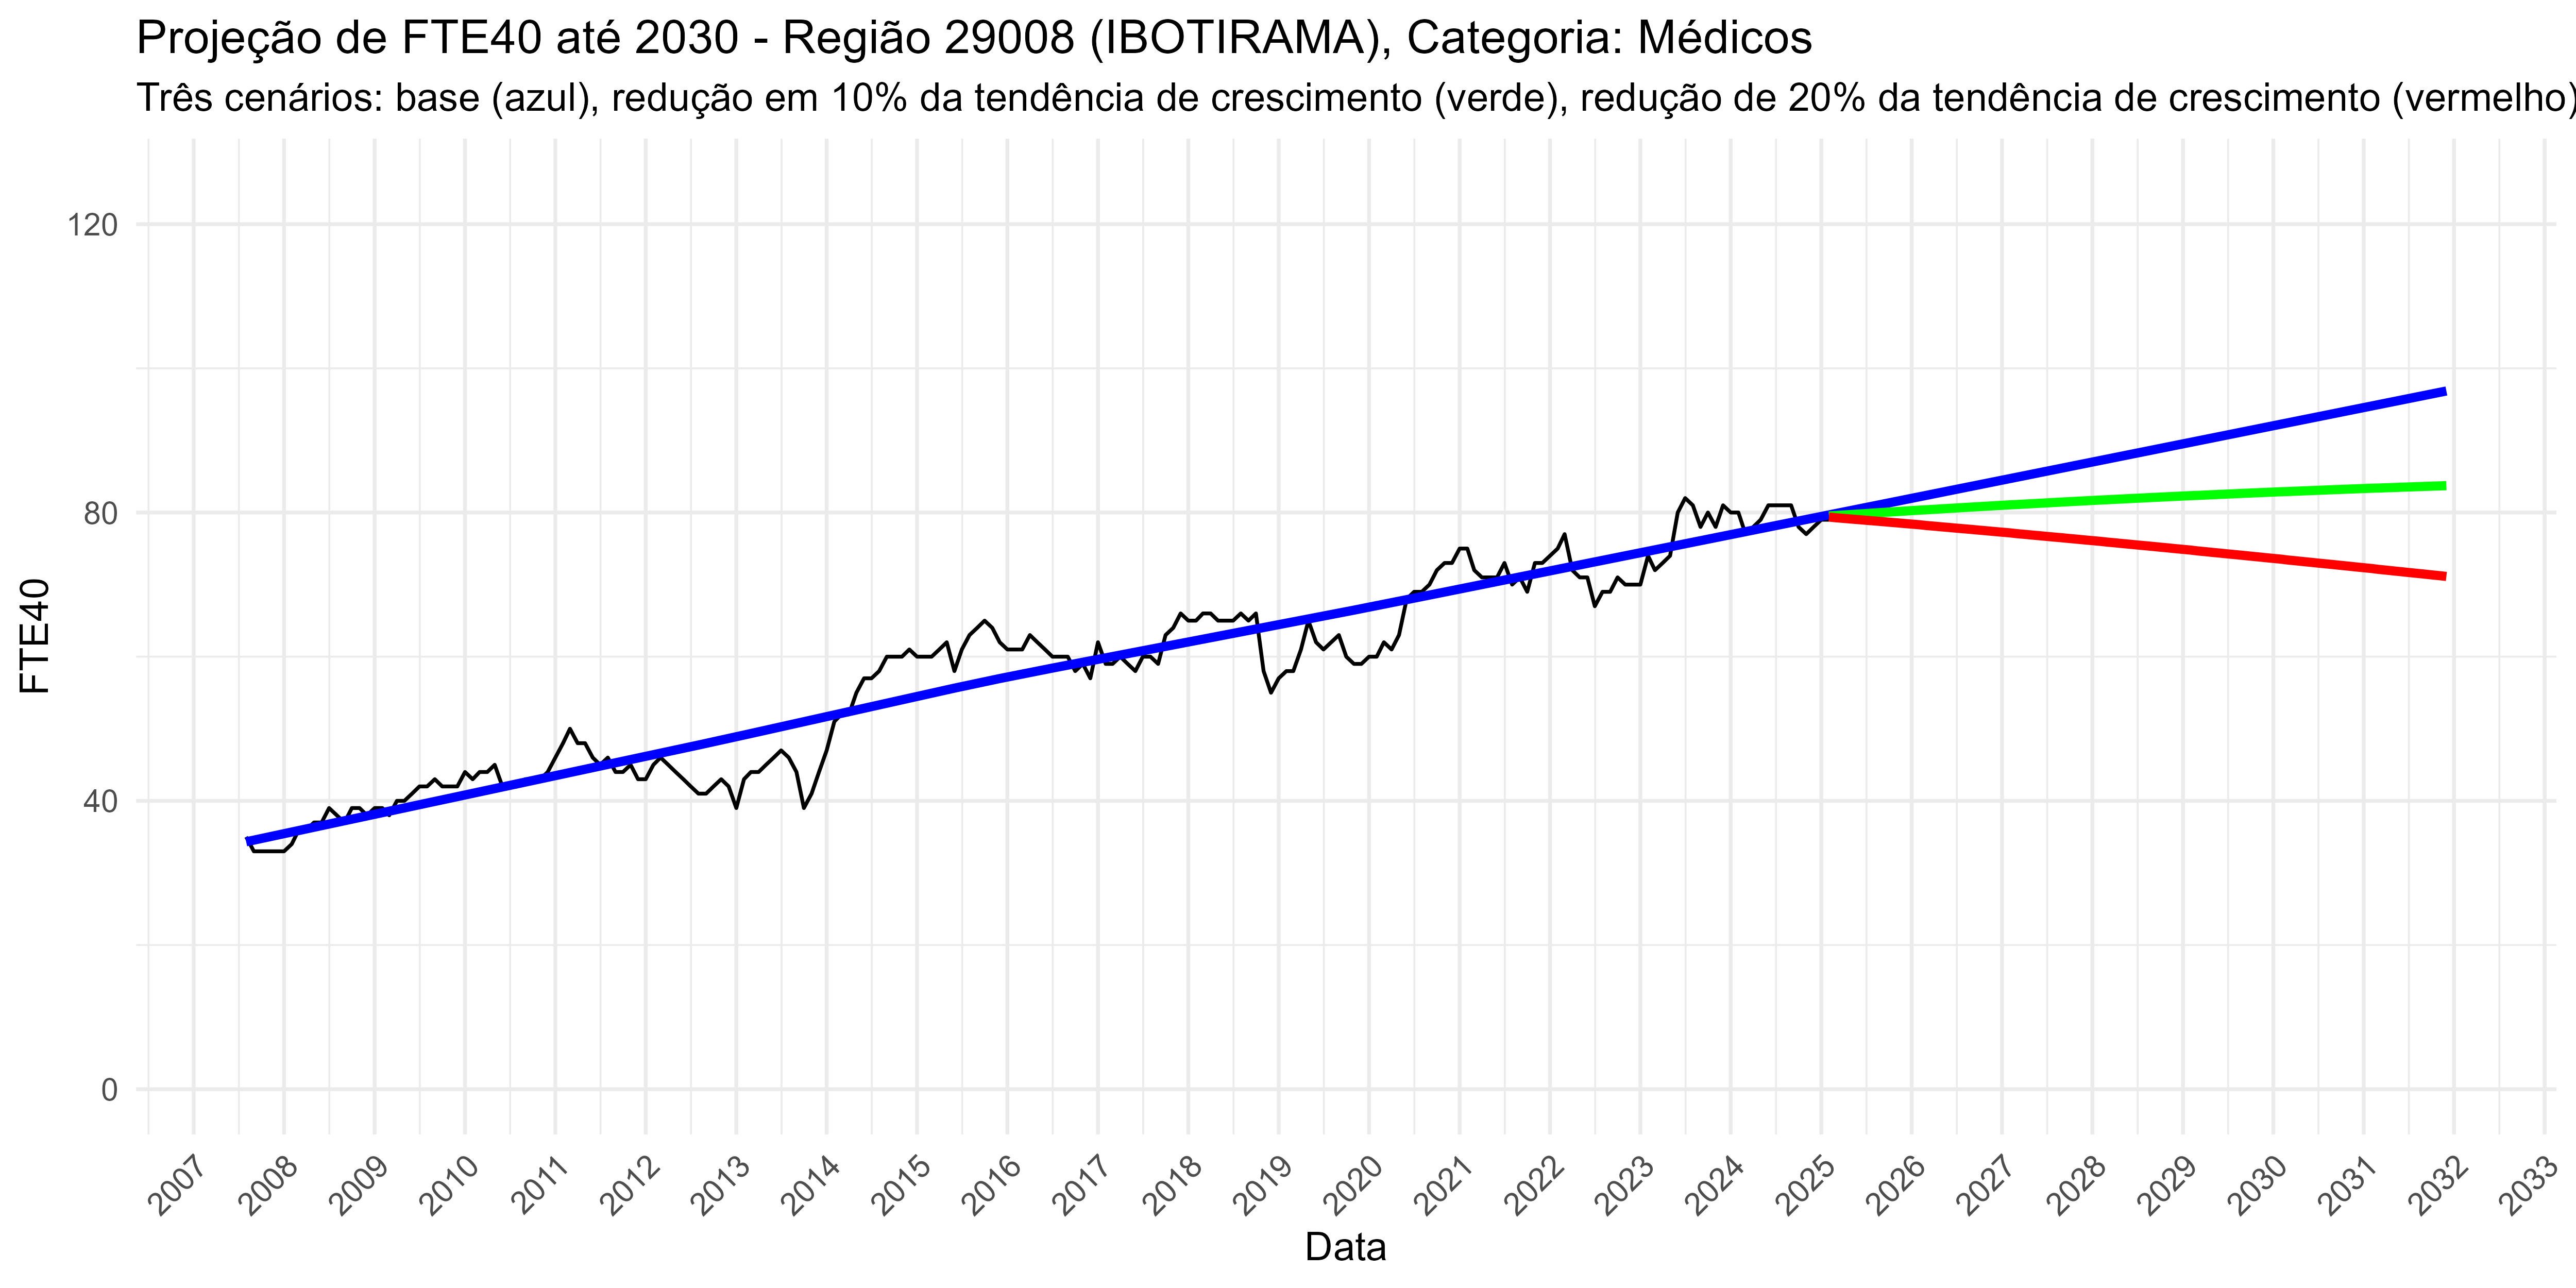 Projeção de FTE40 até 2030 - Região 29008 (IBOTIRAMA), Categoria: Médicos
Três cenários: base (azul), redução em 10% da tendência de crescimento (verde), redução de 20% da tendência de crescimento (vermelho)
120
80
40
0
FTE40
2007 2008 2009 2010 2011 2012 2013 2014 2015 2016 2017 2018 2019 2020 2021 2022 2023 2024 2025 2026 2027 2028 2029 2030 2031 2032 2033
Data